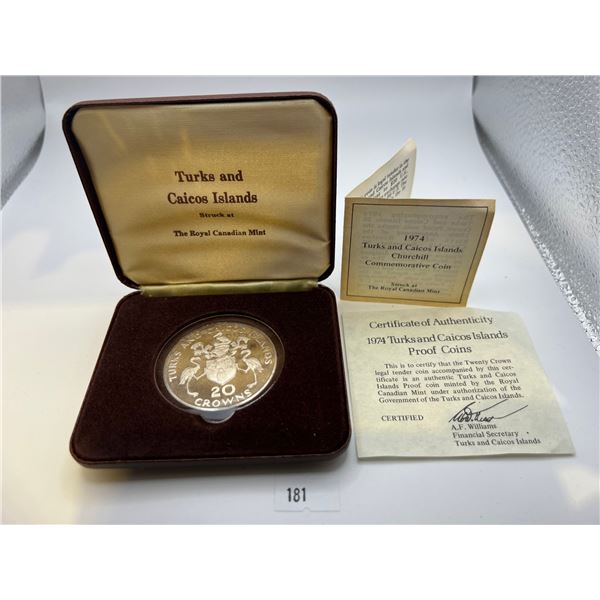 Turks and
Caicos Islands
Struck at
The Royal Canadian Mint
TURKS AND CAICOS ISLANDS
20
CROWNS
1974
Turks and Caicos Islands
Churchill
Commemorative Coin
Struck at
The Royal Canadian Mint
Certificate of Authenticity
1974 Turks and Caicos Islands
Proof Coins
This is to certify that the Twenty Crown
legal tender coin accompanied by this cer-
tificate is an authentic Turks and Caicos
Islands Proof coin minted by the Royal
Canadian Mint under authorization of the
Government of the Turks and Caicos Islands.
CERTIFIED
A.F. Williams
Financial Secretary
Turks and Caicos Islands
181